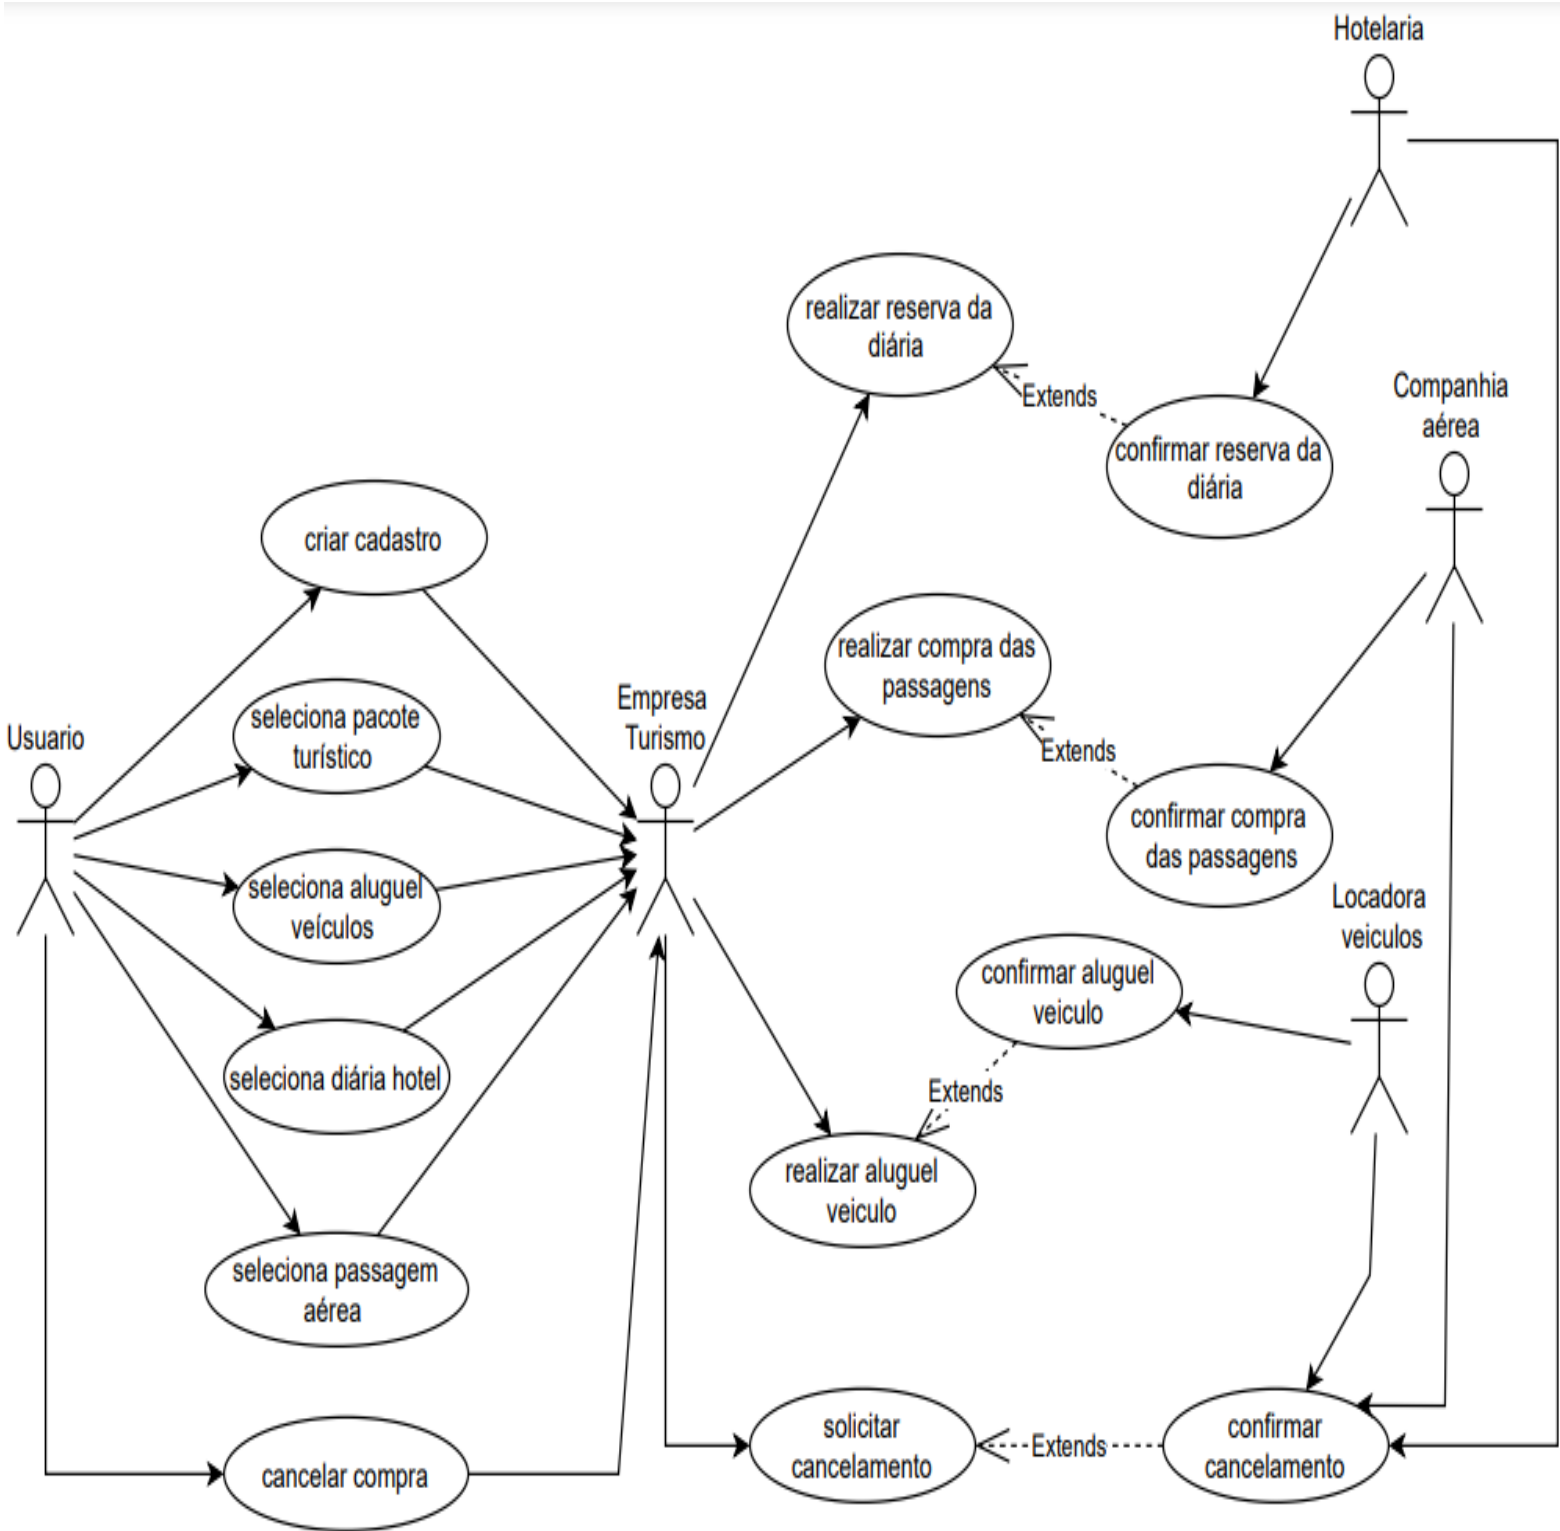 Hotelaria
realizar reserva da
diária
Extends
Companhia
aérea
confirmar reserva da
diária
criar cadastro
realizar compra das
passagens
Empresa
Turismo
seleciona pacote
turístico
Usuario
Extends
confirmar compra
das passagens
seleciona aluguel
veículos
Locadora
veiculos
confirmar aluguel
veiculo
seleciona diária hotel
Extends
realizar aluguel
veiculo
seleciona passagem
aérea
solicitar
cancelamento
Extends
confirmar
cancelamento
cancelar compra